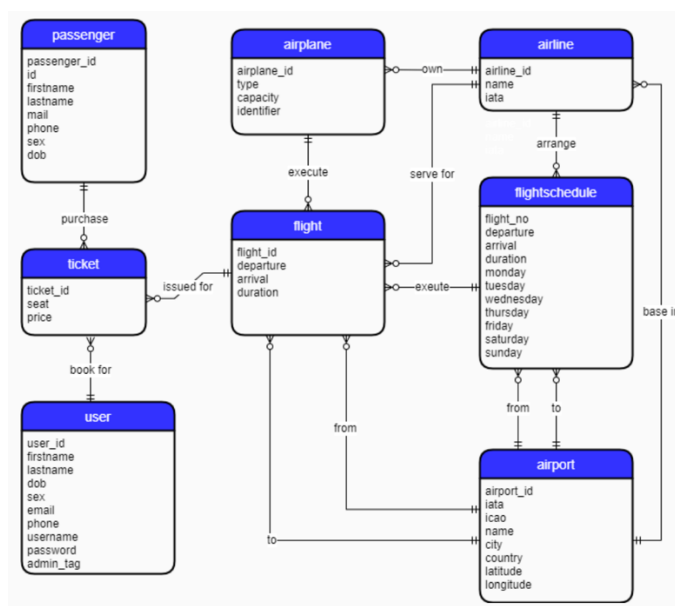 passenger
passenger_id
id
firstname
lastname
mail
phone
sex
dob
airplane
airplane_id
type
capacity
identifier
own
airline
airline_id
name
iata
purchase
execute
serve for
arrange
ticket
ticket_id
seat
price
issued for
flight
flight_id
departure
arrival
duration
exeute
flightschedule
flight_no
departure
arrival
duration
monday
tuesday
wednesday
thursday
friday
saturday
sunday
base in
book for
user
user_id
firstname
lastname
dob
sex
email
phone
username
password
admin_tag
from
to
from
to
airport
airport_id
iata
icao
name
city
country
latitude
longitude